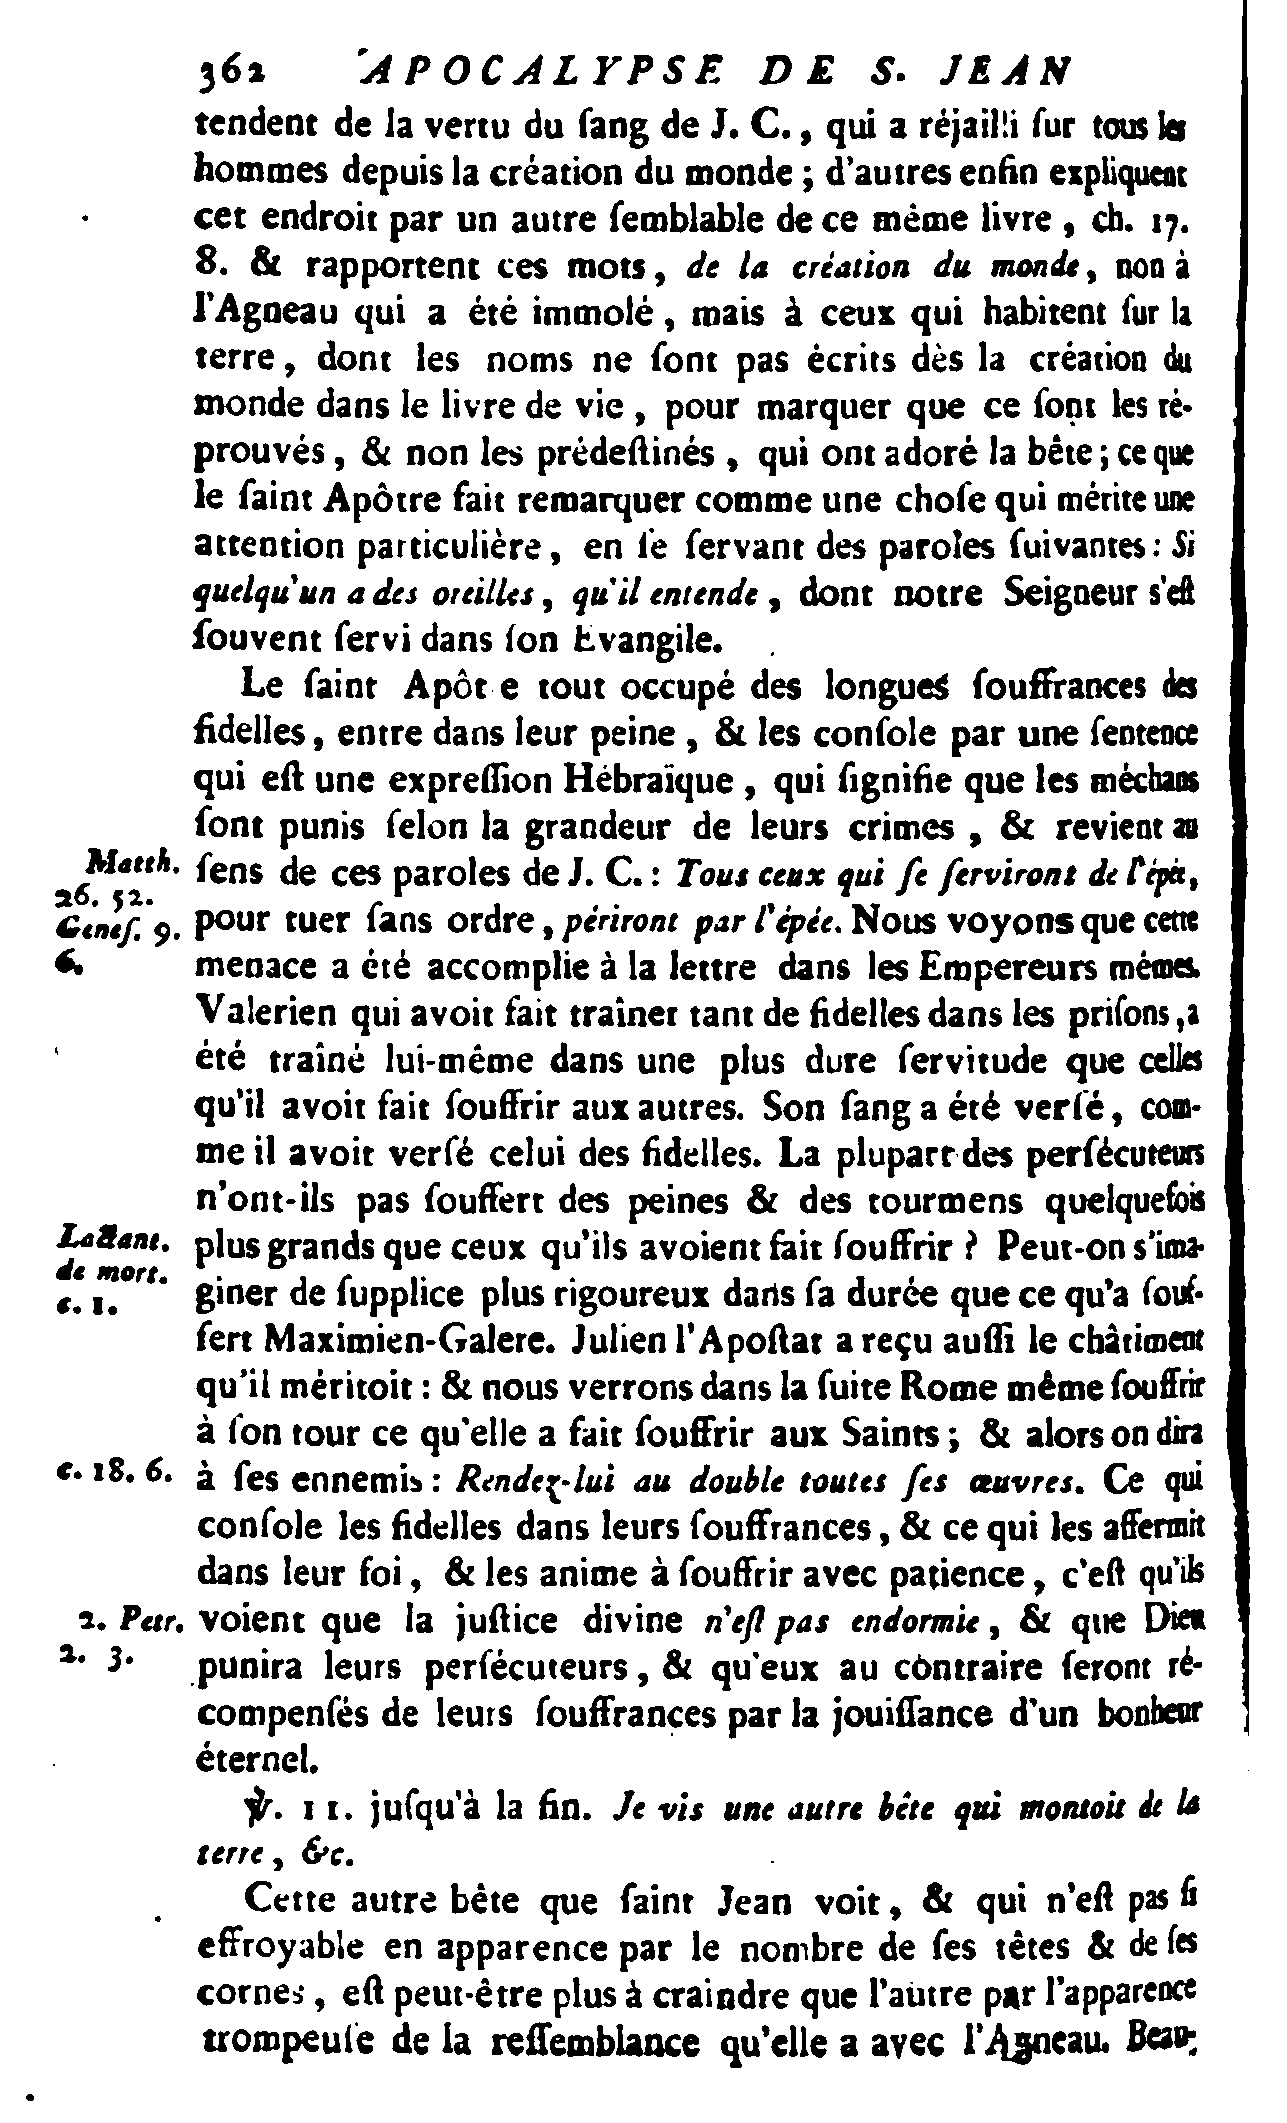 362 APOCALYPSE DE S. JEAN
tendent de la vertu du ſang de J. C., qui a réjailli ſur tous les
hommes depuis la création du monde ; d'autres enfin expliquent
cet endroit par un autre ſemblable de ce même livre, ch. 17.
8. & rapportent ces mots, de la création du monde, non à
l'Agneau qui a été immolé, mais à ceux qui habitent ſur la
terre, dont les noms ne ſont pas écrits dès la création du
monde dans le livre de vie, pour marquer que ce ſont les ré-
prouvés, & non les prédeſtinés, qui ont adoré la bête ; ce que
le ſaint Apôtre fait remarquer comme une choſe qui mérite une
attention particulière, en ſe ſervant des paroles ſuivantes : Si
quelqu'un a des oreilles, qu'il entende, dont notre Seigneur s'eſt
ſouvent ſervi dans ſon Evangile.
Le ſaint Apôt e tout occupé des longues ſouffrances des
fidelles, entre dans leur peine, & les conſole par une ſentence
qui eſt une expreſſion Hébraïque, qui ſignifie que les méchans
ſont punis ſelon la grandeur de leurs crimes, & revient au
Matth. 26. 52. ſens de ces paroles de J. C. : Tous ceux qui ſe ſerviront de l'épée,
Geneſ. 9. 6. pour tuer ſans ordre, périront par l'épée. Nous voyons que cette
menace a été accomplie à la lettre dans les Empereurs mêmes.
Valerien qui avoit fait traîner tant de fidelles dans les priſons, a
été traîné lui-même dans une plus dure ſervitude que celles
qu'il avoit fait ſouffrir aux autres. Son ſang a été verſé, com-
me il avoit verſé celui des fidelles. La plupart des perſécuteurs
n'ont-ils pas ſouffert des peines & des tourmens quelquefois
Lactant. de mort. c. 1. plus grands que ceux qu'ils avoient fait ſouffrir ? Peut-on s'ima-
giner de ſupplice plus rigoureux dans ſa durée que ce qu'a ſouf-
fert Maximien-Galere. Julien l'Apoſtat a reçu auſſi le châtiment
qu'il méritoit : & nous verrons dans la ſuite Rome même ſouffrir
à ſon tour ce qu'elle a fait ſouffrir aux Saints ; & alors on dira
c. 18. 6. à ſes ennemis : Rendez-lui au double toutes ſes œuvres. Ce qui
conſole les fidelles dans leurs ſouffrances, & ce qui les affermit
dans leur foi, & les anime à ſouffrir avec patience, c'eſt qu'ils
2. Petr. 2. 3. voient que la juſtice divine n'eſt pas endormie, & que Dieu
punira leurs perſécuteurs, & qu'eux au contraire ſeront ré-
compenſés de leurs ſouffrances par la jouiſſance d'un bonheur
éternel.
℣. 11. juſqu'à la fin. Je vis une autre bête qui montoit de la
terre, &c.
Cette autre bête que ſaint Jean voit, & qui n'eſt pas ſi
effroyable en apparence par le nombre de ſes têtes & de ſes
cornes, eſt peut-être plus à craindre que l'autre par l'apparence
trompeuſe de la reſſemblance qu'elle a avec l'Agneau. Beau-